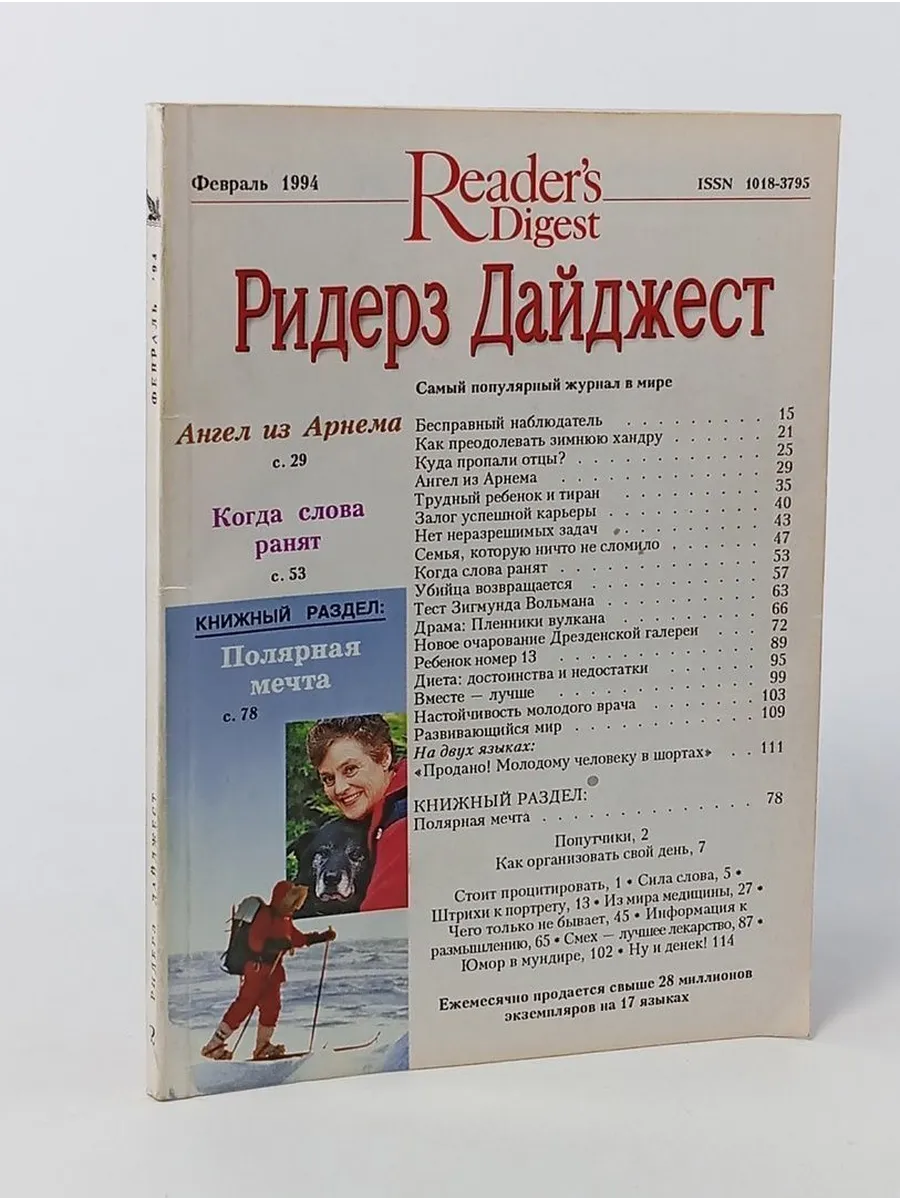 Февраль 1994
Reader's
Digest
ISSN 1018-3795
Ридерз Дайджест
Самый популярный журнал в мире
Ангел из Арнема
с. 29
Когда слова
ранят
с. 53
КНИЖНЫЙ РАЗДЕЛ:
Полярная
мечта
с. 78
Бесправный наблюдатель . . . . . . . . . 15
Как преодолевать зимнюю хандру . . . . . . 21
Куда пропали отцы? . . . . . . . . . . . 25
Ангел из Арнема . . . . . . . . . . . 29
Трудный ребенок и тиран . . . . . . . . . 35
Залог успешной карьеры . . . . . . . . . . 40
Нет неразрешимых задач . . . . . . . . . 43
Семья, которую ничто не сломило . . . . . . 47
Когда слова ранят . . . . . . . . . . . . 53
Убийца возвращается . . . . . . . . . . 57
Тест Зигмунда Вольмана . . . . . . . . . . 63
Драма: Пленники вулкана . . . . . . . . . 66
Новое очарование Дрезденской галереи . . . 72
Ребенок номер 13 . . . . . . . . . . . 89
Диета: достоинства и недостатки . . . . . . 95
Вместе — лучше . . . . . . . . . . . 99
Настойчивость молодого врача . . . . . . . 103
Развивающийся мир . . . . . . . . . . 109
На двух языках:
«Продано! Молодому человеку в шортах» . . 111
КНИЖНЫЙ РАЗДЕЛ:
Полярная мечта . . . . . . . . . . . . . 78
Попутчики, 2
Как организовать свой день, 7
Стоит процитировать, 1 • Сила слова, 5 •
Штрихи к портрету, 13 • Из мира медицины, 27 •
Чего только не бывает, 45 • Информация к
размышлению, 65 • Смех — лучшее лекарство, 87 •
Юмор в мундире, 102 • Ну и денек! 114
Ежемесячно продается свыше 28 миллионов
экземпляров на 17 языках
ФЕВРАЛЬ '94
РИДЕРЗ ДАЙДЖЕСТ
2